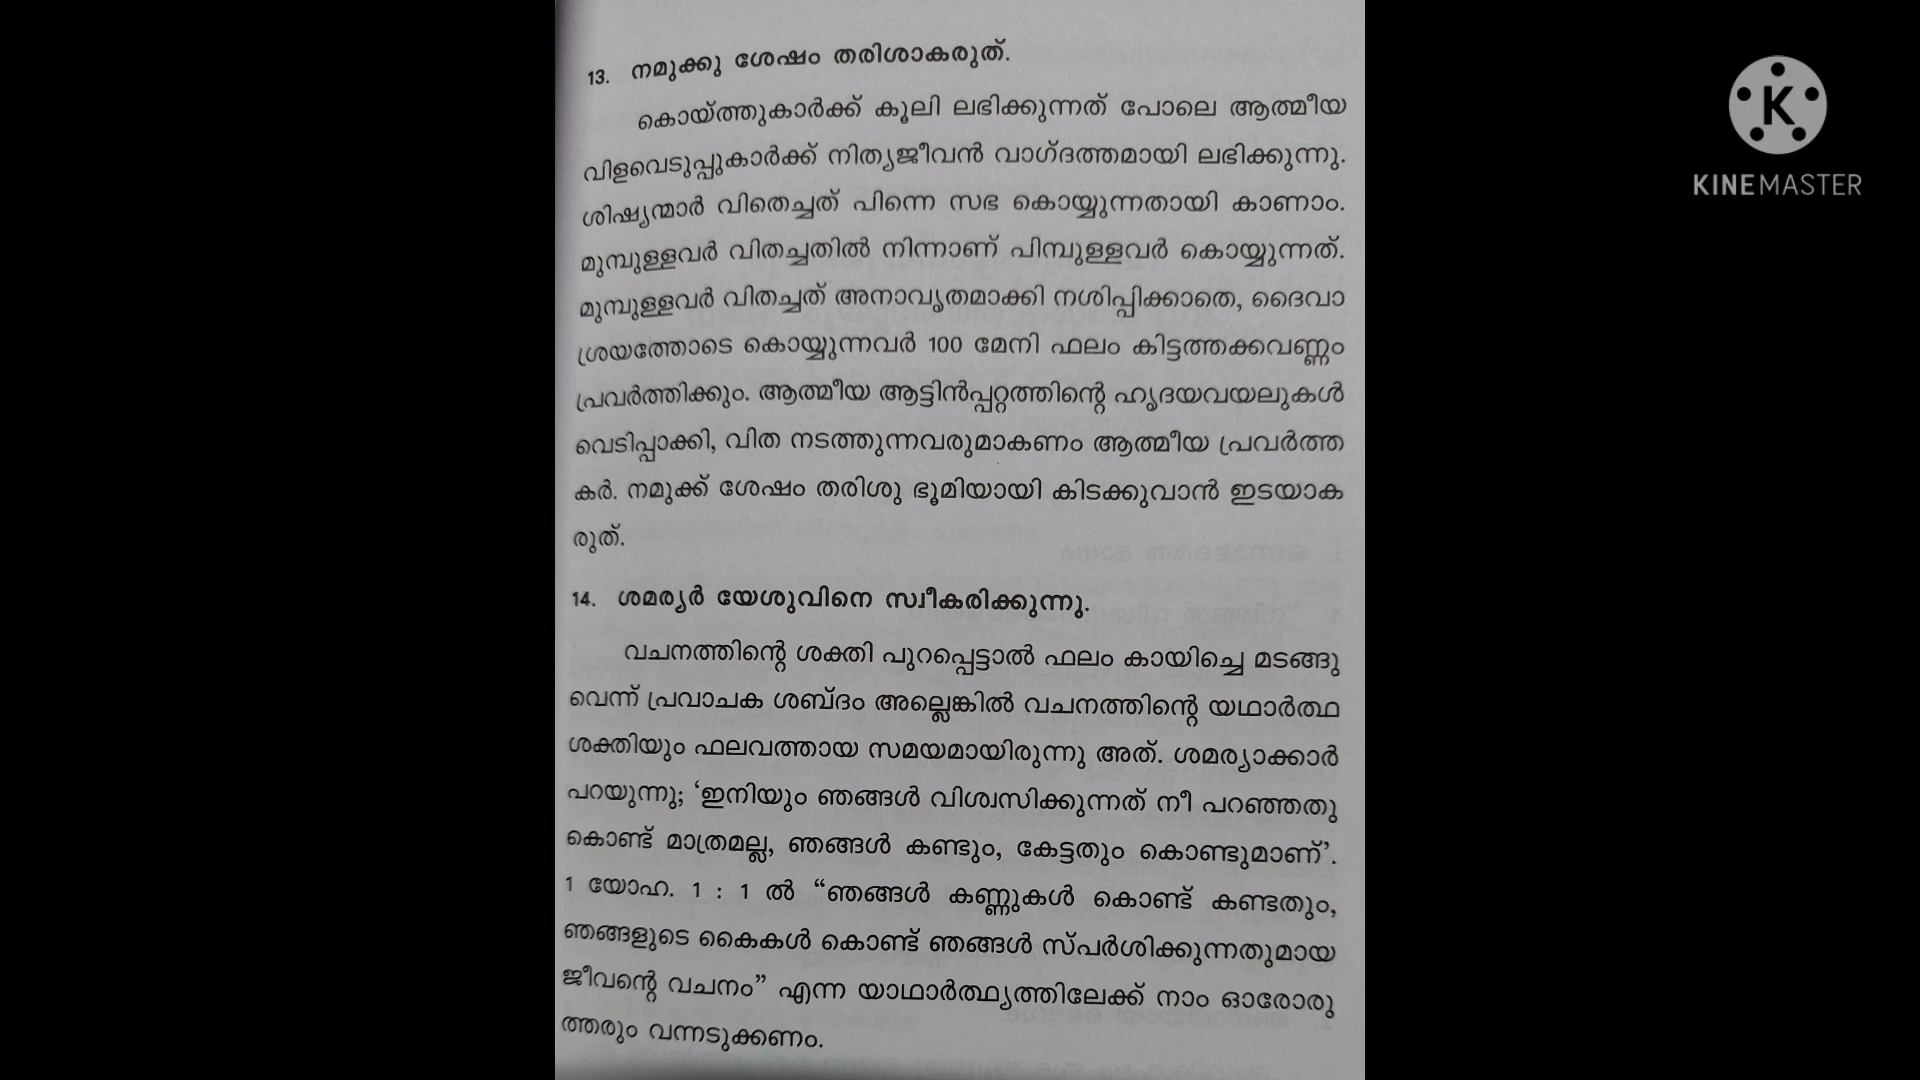 13. നമുക്കു ശേഷം തരിശാകരുത്.
കൊയ്ത്തുകാർക്ക് കൂലി ലഭിക്കുന്നത് പോലെ ആത്മീയ
വിളവെടുപ്പുകാർക്ക് നിത്യജീവൻ വാഗ്ദത്തമായി ലഭിക്കുന്നു.
ശിഷ്യന്മാർ വിതെച്ചത് പിന്നെ സഭ കൊയ്യുന്നതായി കാണാം.
മുമ്പുള്ളവർ വിതച്ചതിൽ നിന്നാണ് പിമ്പുള്ളവർ കൊയ്യുന്നത്.
മുമ്പുള്ളവർ വിതച്ചത് അനാവൃതമാക്കി നശിപ്പിക്കാതെ, ദൈവാ
ശ്രയത്തോടെ കൊയ്യുന്നവർ 100 മേനി ഫലം കിട്ടത്തക്കവണ്ണം
പ്രവർത്തിക്കും. ആത്മീയ ആട്ടിൻപ്പറ്റത്തിന്റെ ഹൃദയവയലുകൾ
വെടിപ്പാക്കി, വിത നടത്തുന്നവരുമാകണം ആത്മീയ പ്രവർത്ത
കർ. നമുക്ക് ശേഷം തരിശു ഭൂമിയായി കിടക്കുവാൻ ഇടയാക
രുത്.
14. ശമര്യർ യേശുവിനെ സ്വീകരിക്കുന്നു.
വചനത്തിന്റെ ശക്തി പുറപ്പെട്ടാൽ ഫലം കായിച്ചെ മടങ്ങു
വെന്ന് പ്രവാചക ശബ്ദം അല്ലെങ്കിൽ വചനത്തിന്റെ യഥാർത്ഥ
ശക്തിയും ഫലവത്തായ സമയമായിരുന്നു അത്. ശമര്യാക്കാർ
പറയുന്നു; ‘ഇനിയും ഞങ്ങൾ വിശ്വസിക്കുന്നത് നീ പറഞ്ഞതു
കൊണ്ട് മാത്രമല്ല, ഞങ്ങൾ കണ്ടും, കേട്ടതും കൊണ്ടുമാണ്’.
1 യോഹ. 1 : 1 ൽ “ഞങ്ങൾ കണ്ണുകൾ കൊണ്ട് കണ്ടതും,
ഞങ്ങളുടെ കൈകൾ കൊണ്ട് ഞങ്ങൾ സ്പർശിക്കുന്നതുമായ
ജീവന്റെ വചനം” എന്ന യാഥാർത്ഥ്യത്തിലേക്ക് നാം ഓരോരു
ത്തരും വന്നടുക്കണം.
K
KINEMASTER